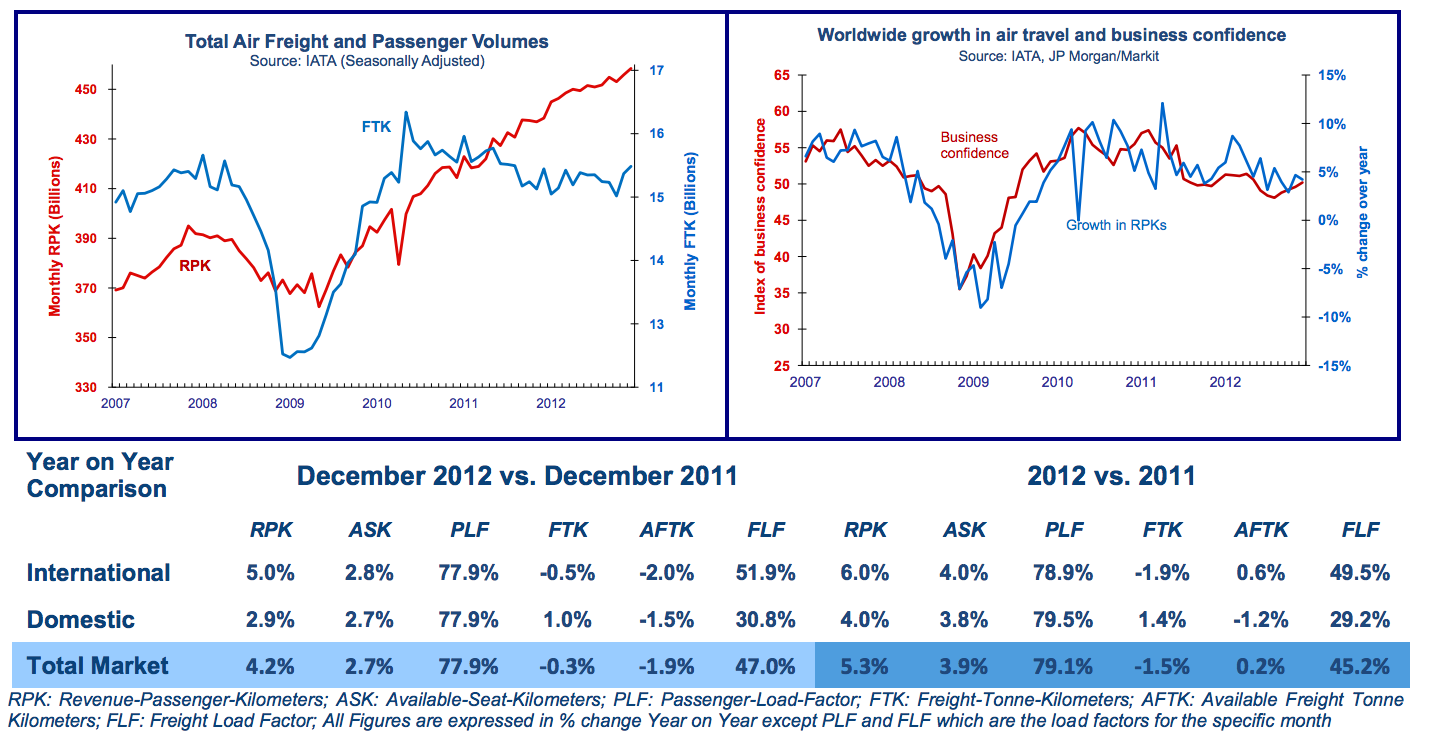 Total Air Freight and Passenger Volumes
Source: IATA (Seasonally Adjusted)
Monthly RPK (Billions)
450
430
410
390
370
350
330
FTK
RPK
17
16
15
14
13
11
Monthly FTK (Billions)
2007 2008 2009 2010 2011 2012
Worldwide growth in air travel and business confidence
Source: IATA, JP Morgan/Markit
Index of business confidence
65
60
55
50
45
40
35
30
25
Business
confidence
Growth in RPKs
15%
10%
5%
0%
-5%
-10%
-15%
% change over year
2007 2008 2009 2010 2011 2012
Year on Year
Comparison
December 2012 vs. December 2011 2012 vs. 2011
RPK ASK PLF FTK AFTK FLF RPK ASK PLF FTK AFTK FLF
International 5.0% 2.8% 77.9% -0.5% -2.0% 51.9% 6.0% 4.0% 78.9% -1.9% 0.6% 49.5%
Domestic 2.9% 2.7% 77.9% 1.0% -1.5% 30.8% 4.0% 3.8% 79.5% 1.4% -1.2% 29.2%
Total Market 4.2% 2.7% 77.9% -0.3% -1.9% 47.0% 5.3% 3.9% 79.1% -1.5% 0.2% 45.2%
RPK: Revenue-Passenger-Kilometers; ASK: Available-Seat-Kilometers; PLF: Passenger-Load-Factor; FTK: Freight-Tonne-Kilometers; AFTK: Available Freight Tonne
Kilometers; FLF: Freight Load Factor; All Figures are expressed in % change Year on Year except PLF and FLF which are the load factors for the specific month